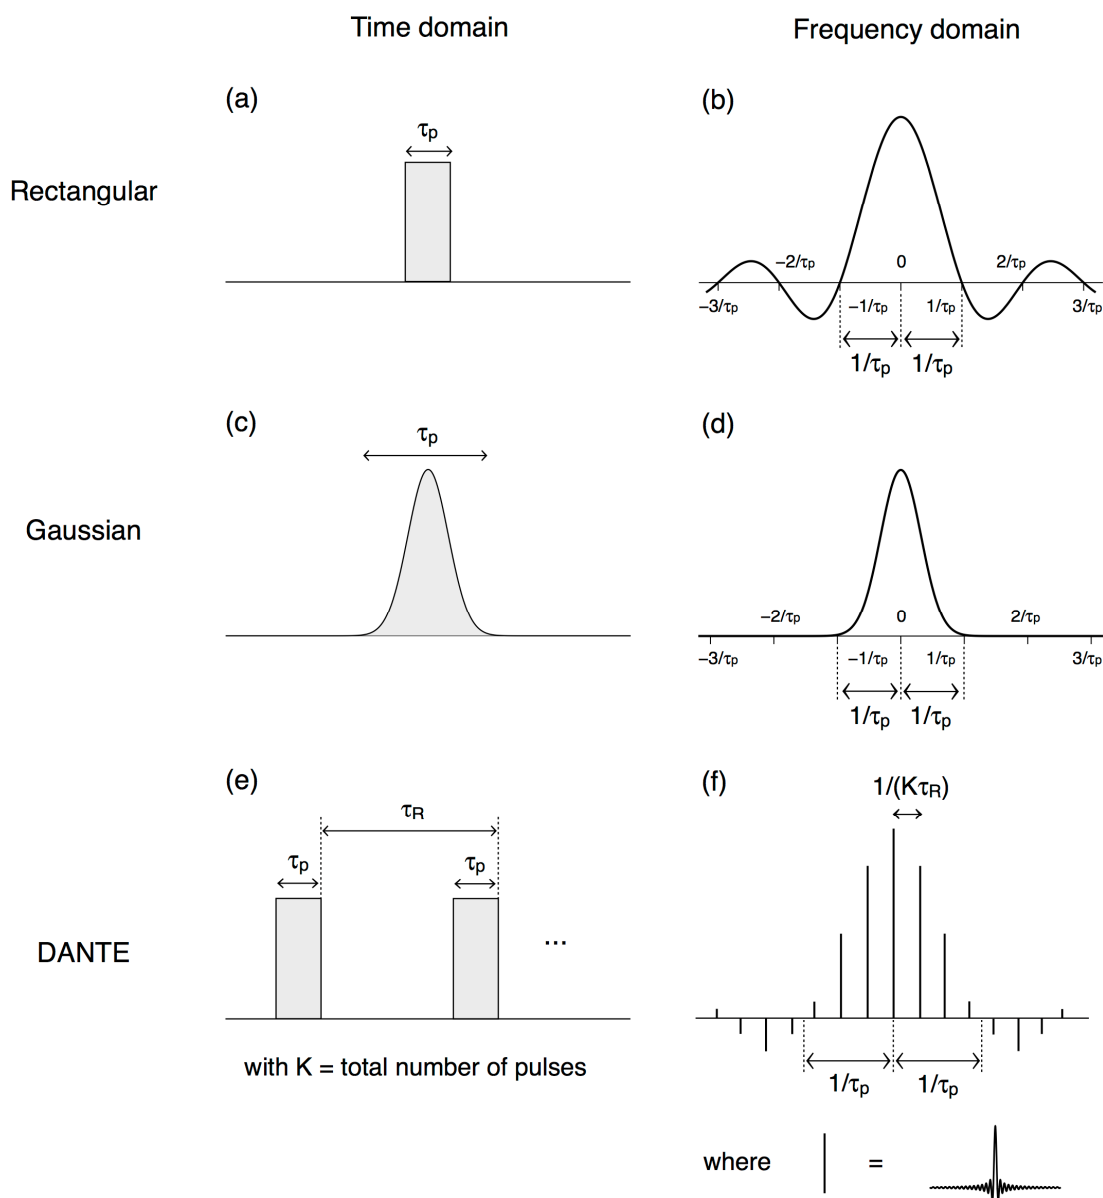 Time domain
Frequency domain
(a)
(b)
τp
Rectangular
−2/τp
0
2/τp
−3/τp
−1/τp
1/τp
3/τp
1/τp
1/τp
(c)
(d)
τp
Gaussian
−2/τp
0
2/τp
−3/τp
−1/τp
1/τp
3/τp
1/τp
1/τp
(e)
(f)
1/(KτR)
τR
τp
τp
DANTE
...
1/τp
1/τp
with K = total number of pulses
where
=